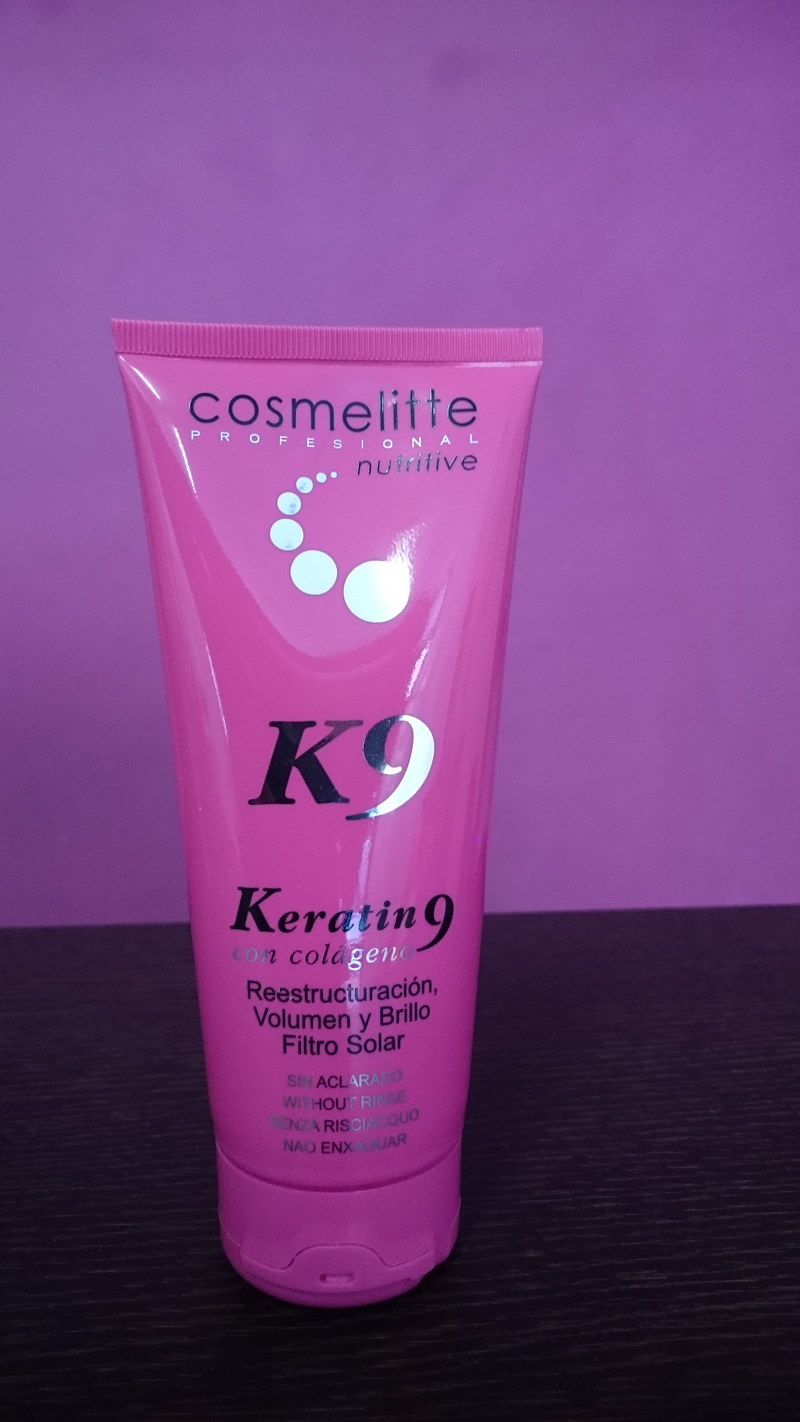 cosmelitte
PROFESIONAL
nutritive
K9
Keratin9
con colágeno
Reestructuración,
Volumen y Brillo
Filtro Solar
SIN ACLARADO
WITHOUT RINSE
SENZA RISCIACQUO
NAO ENXAQUAR